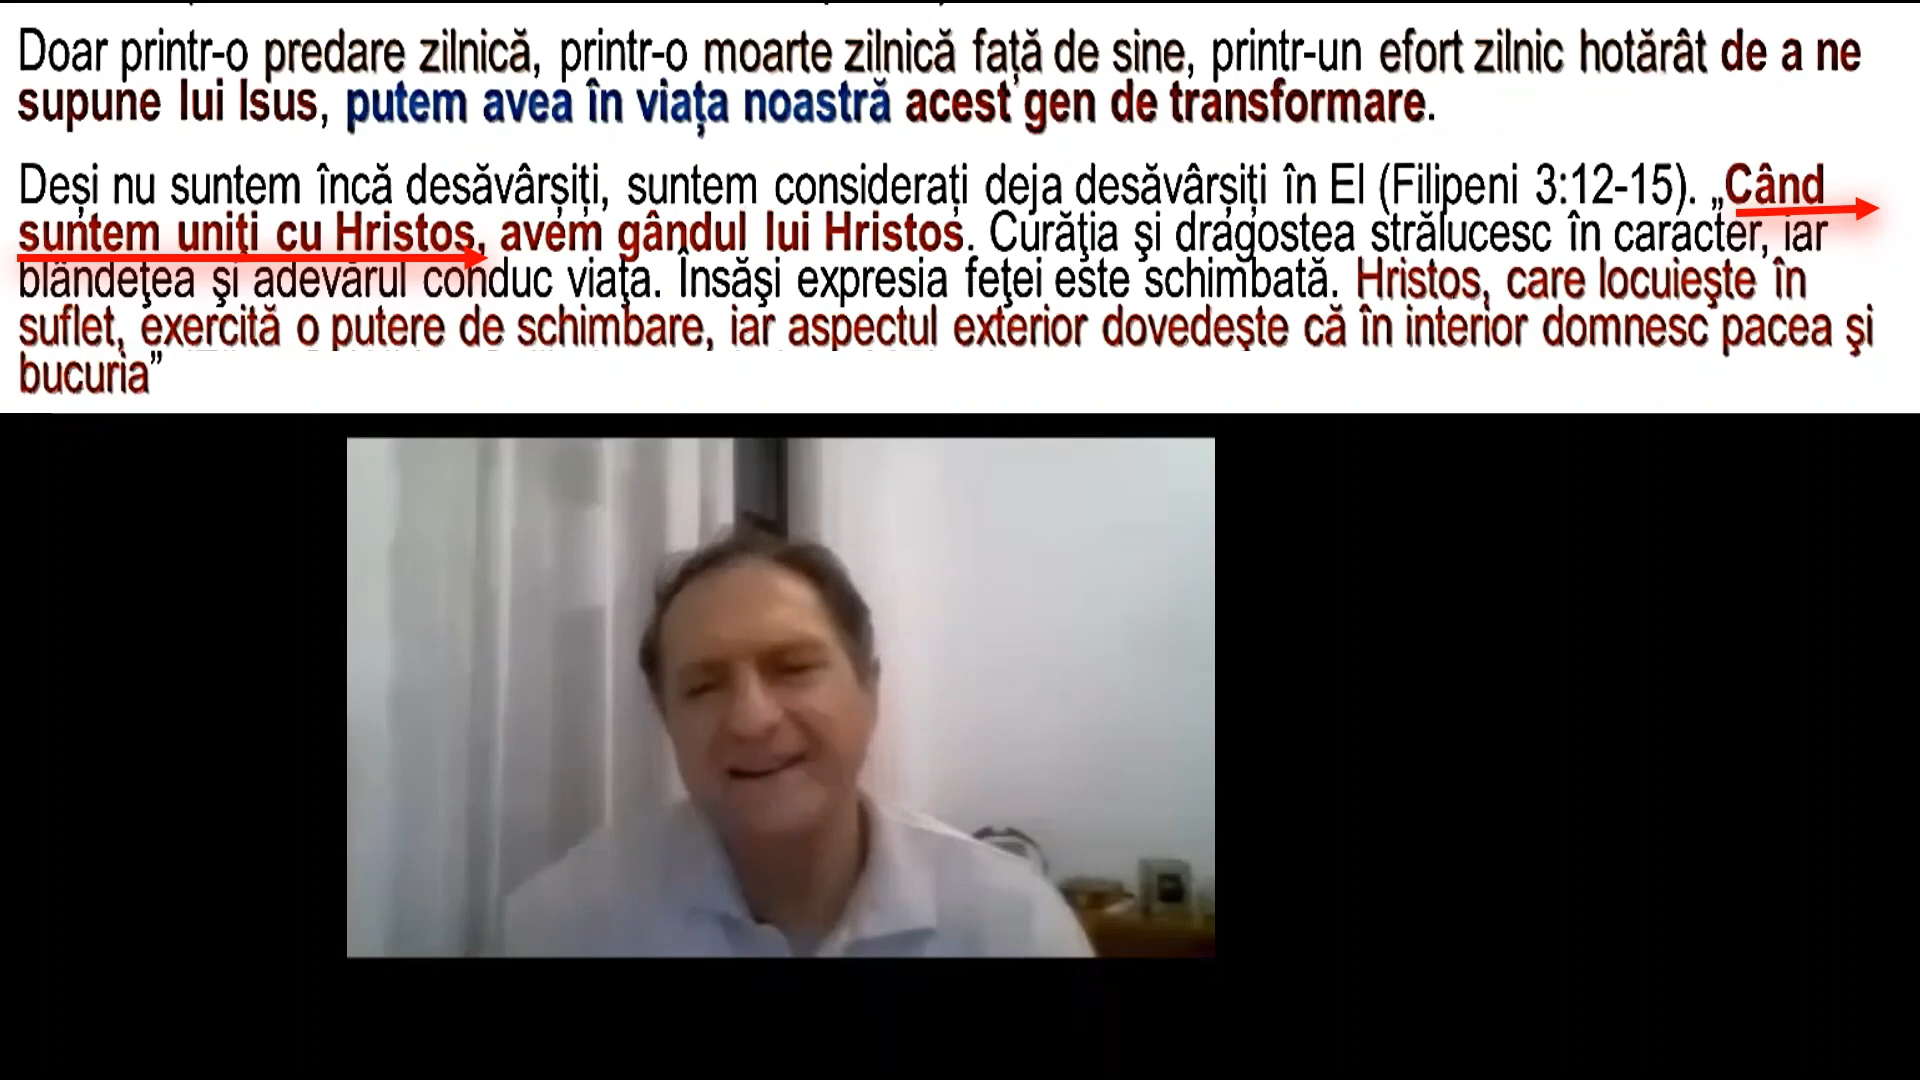 Doar printr-o predare zilnică, printr-o moarte zilnică față de sine, printr-un efort zilnic hotărât de a ne
supune lui Isus, putem avea în viața noastră acest gen de transformare.
Deși nu suntem încă desăvârșiți, suntem considerați deja desăvârșiți în El (Filipeni 3:12-15). „Când
suntem uniţi cu Hristos, avem gândul lui Hristos. Curăţia şi dragostea strălucesc în caracter, iar
blândeţea şi adevărul conduc viaţa. Însăşi expresia feţei este schimbată. Hristos, care locuieşte în
suflet, exercită o putere de schimbare, iar aspectul exterior dovedeşte că în interior domnesc pacea şi
bucuria”